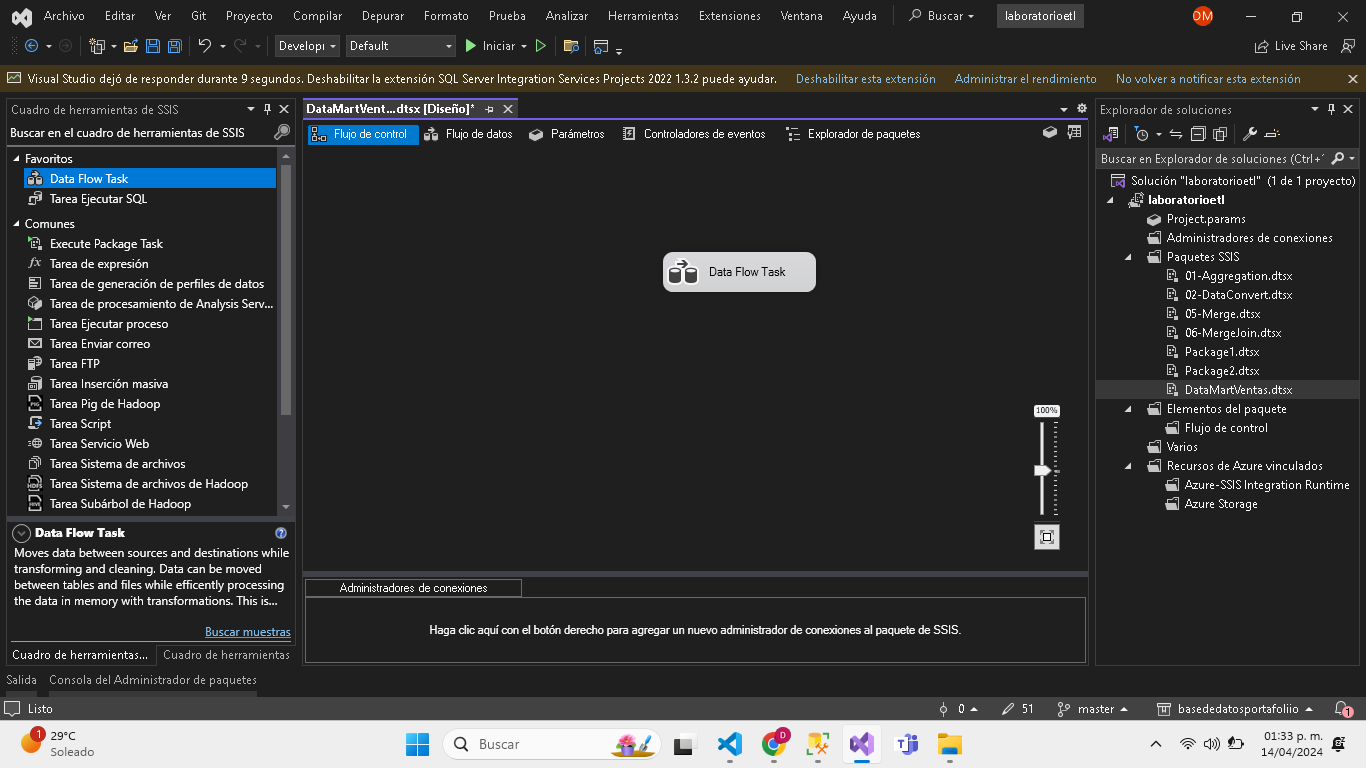 Archivo Editar Ver Git Proyecto Compilar Depurar Formato Prueba Analizar Herramientas Extensiones Ventana Ayuda Buscar laboratorioetl OM
Developi Default Iniciar Live Share
Visual Studio dejó de responder durante 9 segundos. Deshabilitar la extensión SQL Server Integration Services Projects 2022 1.3.2 puede ayudar. Deshabilitar esta extensión Administrar el rendimiento No volver a notificar esta extensión
Cuadro de herramientas de SSIS
Buscar en el cuadro de herramientas de SSIS
Favoritos
Data Flow Task
Tarea Ejecutar SQL
Comunes
Execute Package Task
Tarea de expresión
Tarea de generación de perfiles de datos
Tarea de procesamiento de Analysis Serv...
Tarea Ejecutar proceso
Tarea Enviar correo
Tarea FTP
Tarea Inserción masiva
Tarea Pig de Hadoop
Tarea Script
Tarea Servicio Web
Tarea Sistema de archivos
Tarea Sistema de archivos de Hadoop
Tarea Subárbol de Hadoop
Data Flow Task
Moves data between sources and destinations while
transforming and cleaning. Data can be moved
between tables and files while efficently processing
the data in memory with transformations. This is...
Buscar muestras
Cuadro de herramientas... Cuadro de herramientas
DataMartVent...dtsx [Diseño]*
Flujo de control Flujo de datos Parámetros Controladores de eventos Explorador de paquetes
Data Flow Task
100%
Administradores de conexiones
Haga clic aquí con el botón derecho para agregar un nuevo administrador de conexiones al paquete de SSIS.
Explorador de soluciones
Buscar en Explorador de soluciones (Ctrl+´
Solución "laboratorioetl" (1 de 1 proyecto)
laboratorioetl
Project.params
Administradores de conexiones
Paquetes SSIS
01-Aggregation.dtsx
02-DataConvert.dtsx
05-Merge.dtsx
06-MergeJoin.dtsx
Package1.dtsx
Package2.dtsx
DataMartVentas.dtsx
Elementos del paquete
Flujo de control
Varios
Recursos de Azure vinculados
Azure-SSIS Integration Runtime
Azure Storage
Salida Consola del Administrador de paquetes
Listo 0 51 master basededatosportafoliio 1
1 29°C
Soleado
Buscar
D
01:33 p. m.
14/04/2024